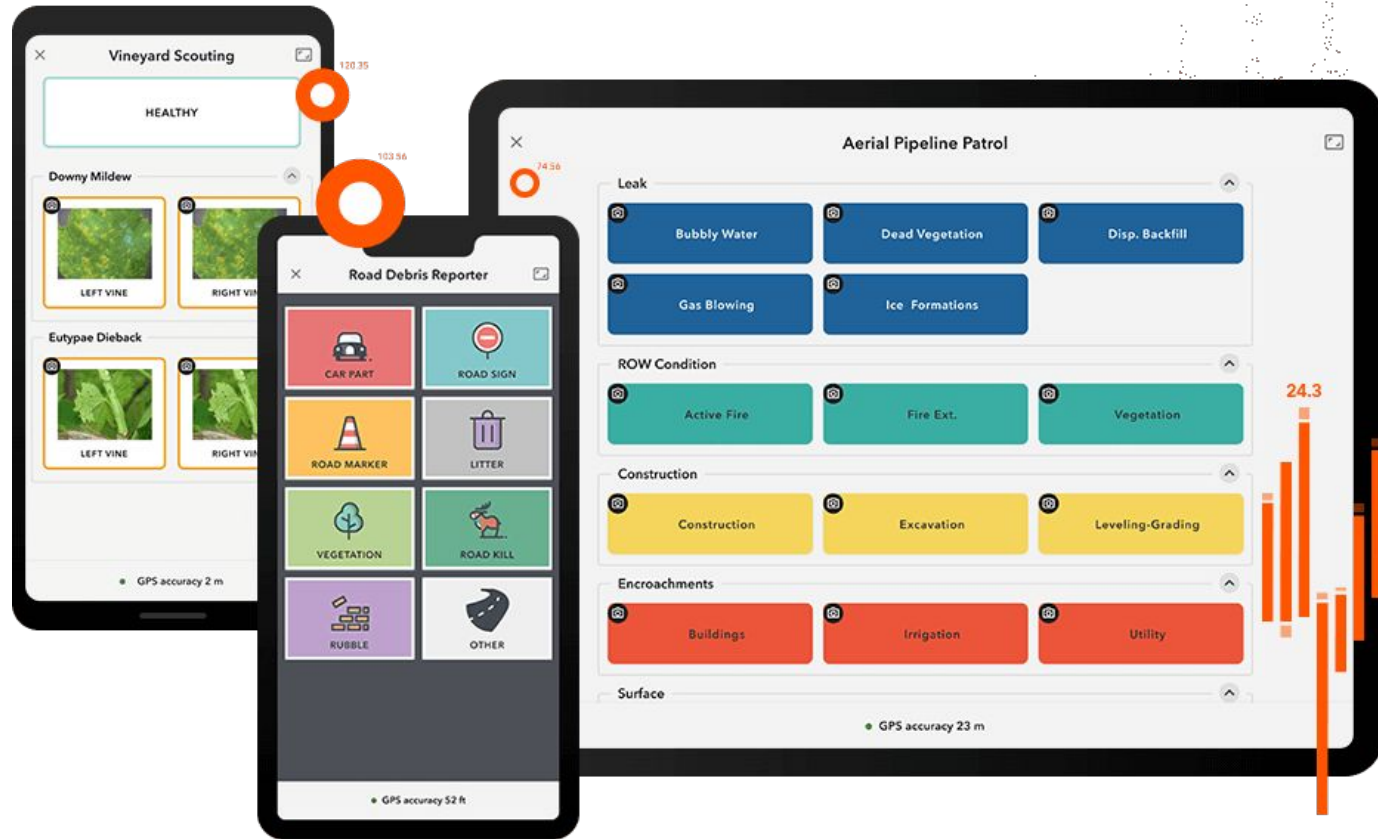 Vineyard Scouting
120.35
HEALTHY
Downy Mildew
LEFT VINE
RIGHT
Eutypae Dieback
LEFT VINE
RIGHT
GPS accuracy 2 m
103.56
Road Debris Reporter
CAR PART
ROAD SIGN
ROAD MARKER
LITTER
VEGETATION
ROAD KILL
RUBBLE
OTHER
GPS accuracy 52 ft
Aerial Pipeline Patrol
74.56
Leak
Bubbly Water
Dead Vegetation
Disp. Backfill
Gas Blowing
Ice Formations
ROW Condition
Active Fire
Fire Ext.
Vegetation
Construction
Construction
Excavation
Leveling-Grading
Encroachments
Buildings
Irrigation
Utility
Surface
GPS accuracy 23 m
24.3